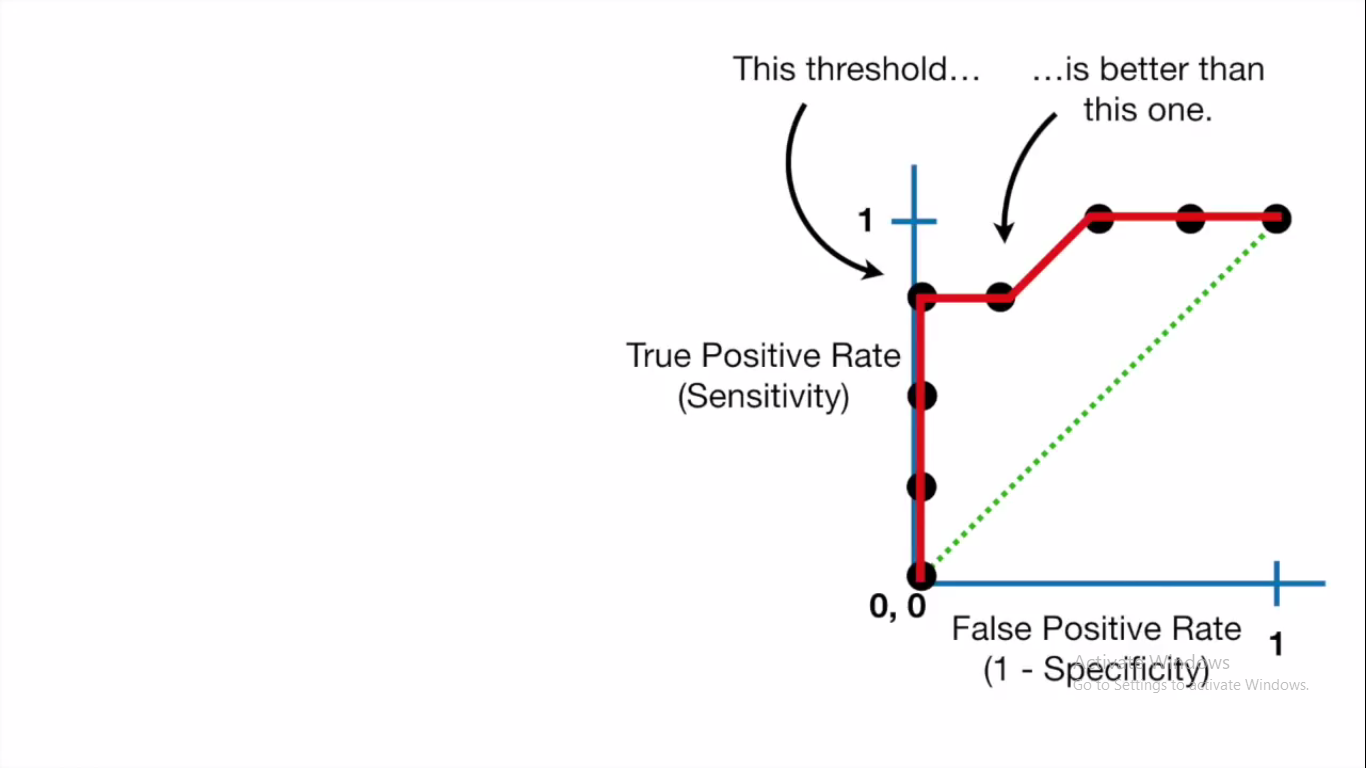 This threshold…
…is better than
this one.
1
True Positive Rate
(Sensitivity)
0, 0
False Positive Rate
1
(1 - Specificity)
Activate Windows
Go to Settings to activate Windows.